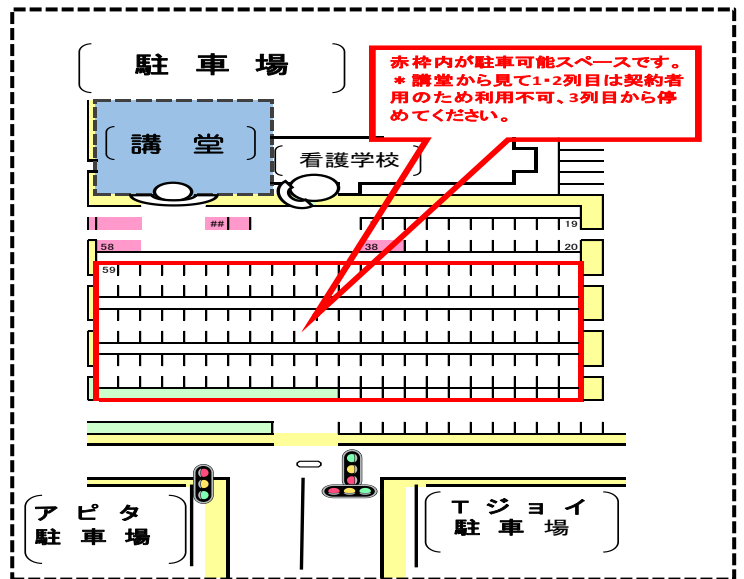 駐車場
赤枠内が駐車可能スペースです。
＊講堂から見て1・2列目は契約者
用のため利用不可、3列目から停
めてください。
講堂
看護学校
##
19
58
38
20
59
アピタ
駐車場
Tジョイ
駐車場